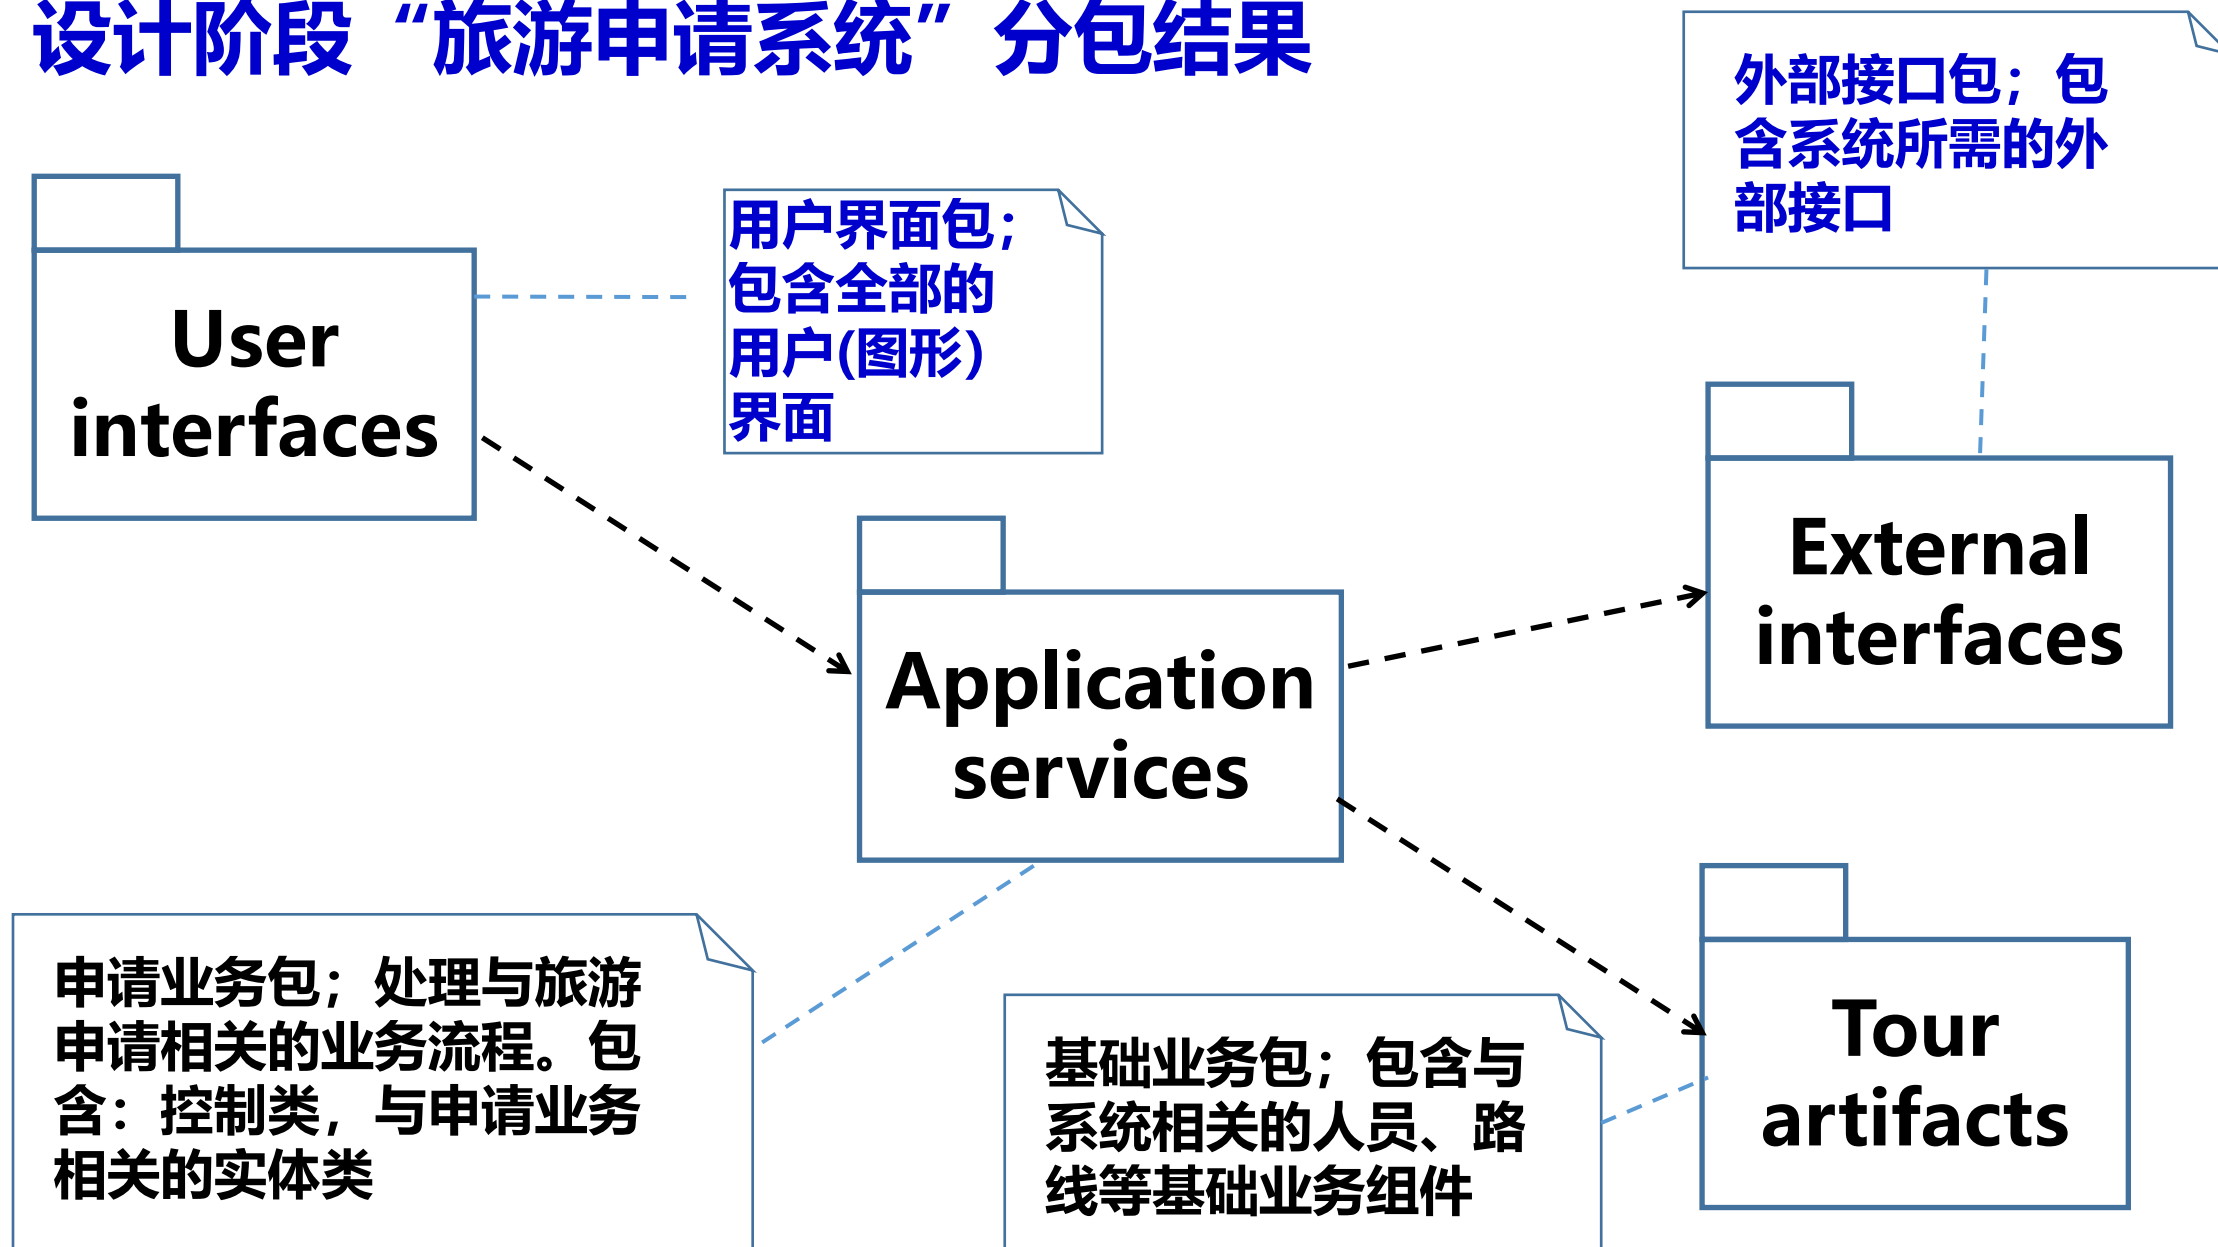 设计阶段“旅游申请系统”分包结果
外部接口包；包
含系统所需的外
部接口
用户界面包；
包含全部的
用户(图形）
界面
User
interfaces
External
interfaces
Application
services
申请业务包；处理与旅游
申请相关的业务流程。包
含：控制类，与申请业务
相关的实体类
基础业务包；包含与
系统相关的人员、路
线等基础业务组件
Tour
artifacts